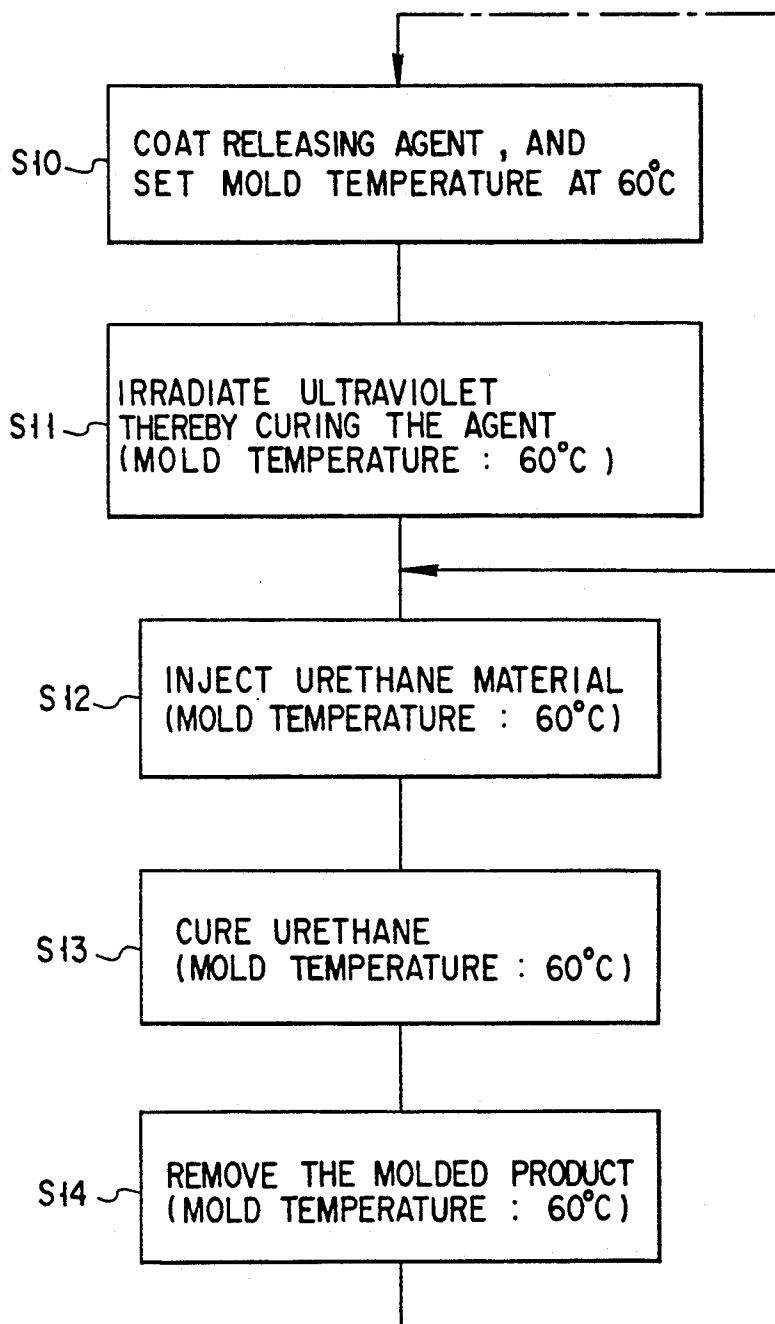 S10
COAT RELEASING AGENT, AND
SET MOLD TEMPERATURE AT 60°C
S11
IRRADIATE ULTRAVIOLET
THEREBY CURING THE AGENT
(MOLD TEMPERATURE : 60°C)
S12
INJECT URETHANE MATERIAL
(MOLD TEMPERATURE : 60°C)
S13
CURE URETHANE
(MOLD TEMPERATURE : 60°C)
S14
REMOVE THE MOLDED PRODUCT
(MOLD TEMPERATURE : 60°C)